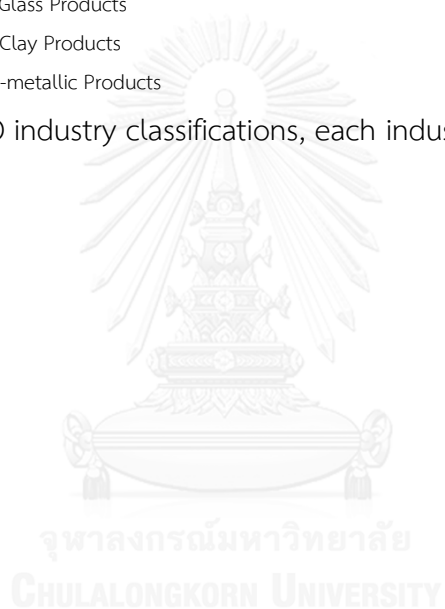 Glass Products
Clay Products
-metallic Products
industry classifications, each indus
จุฬาลงกรณ์มหาวิทยาลัย
CHULALONGKORN UNIVERSITY